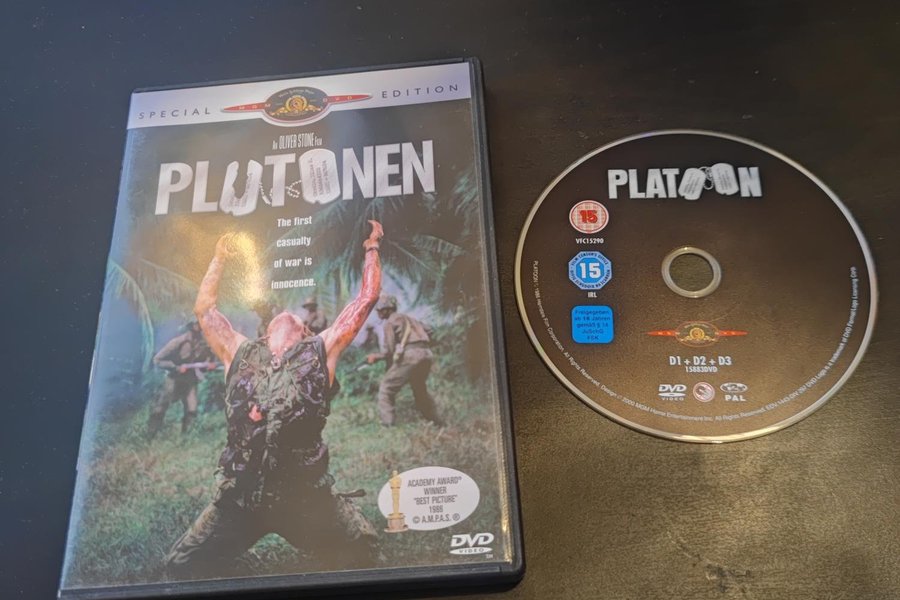 SPECIAL
MGM DVD
EDITION
An OLIVER STONE Film
PLUTONEN
The first
casualty
of war is
innocence.
ACADEMY AWARD®
WINNER
"BEST PICTURE"
1986
© A.M.P.A.S. ®
DVD
VIDEO
PLATOON
15
VFC15290
15
IRL
Freigegeben
ab 16 Jahren
gemäß § 14
JuSchG
FSK
D1 + D2 + D3
15883DVD
DVD
VIDEO
PAL